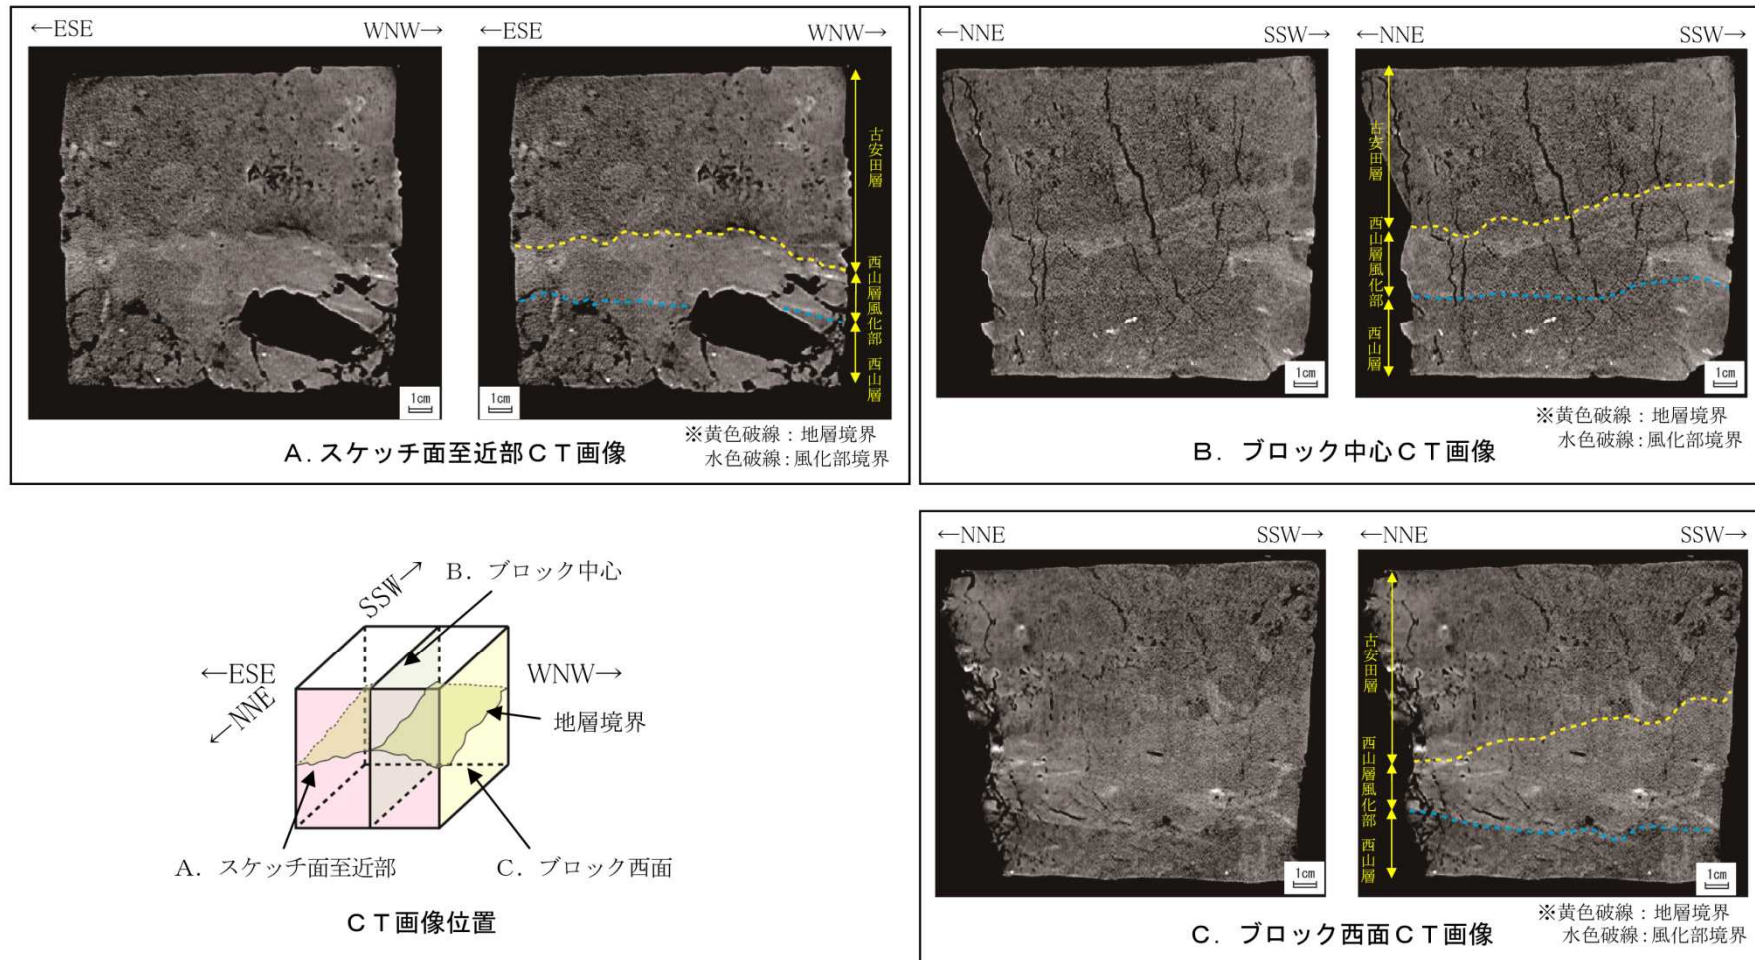 ←ESE WNW→
←ESE WNW→
古安田層
西山層風化部
西山層
1cm
1cm
※黄色破線：地層境界
水色破線：風化部境界
A．スケッチ面至近部ＣＴ画像
←NNE SSW→
←NNE SSW→
古安田層
西山層風化部
西山層
1cm
1cm
※黄色破線：地層境界
水色破線：風化部境界
B．ブロック中心ＣＴ画像
B．ブロック中心
SSW→
←ESE
WNW→
←NNE
地層境界
A．スケッチ面至近部
C．ブロック西面
ＣＴ画像位置
←NNE SSW→
←NNE SSW→
古安田層
西山層風化部
西山層
1cm
1cm
※黄色破線：地層境界
水色破線：風化部境界
C．ブロック西面ＣＴ画像